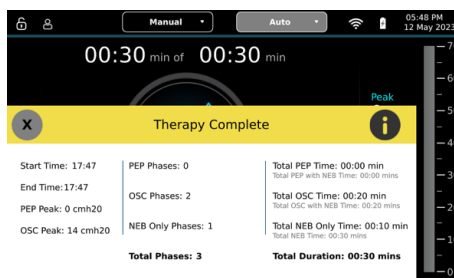 Manual Auto 05:48 PM
12 May 2023
00:30 min of 00:30 min
Peak
Therapy Complete
X i
Start Time: 17:47
End Time:17:47
PEP Peak: 0 cmh20
OSC Peak: 14 cmh20
PEP Phases: 0
OSC Phases: 2
NEB Only Phases: 1
Total Phases: 3
Total PEP Time: 00:00 min
Total PEP with NEB Time: 00:00 mins
Total OSC Time: 00:20 min
Total OSC with NEB Time: 00:20 mins
Total NEB Only Time: 00:10 min
Total NEB Time: 00:30 mins
Total Duration: 00:30 mins
7
6
5
4
3
2
1
0